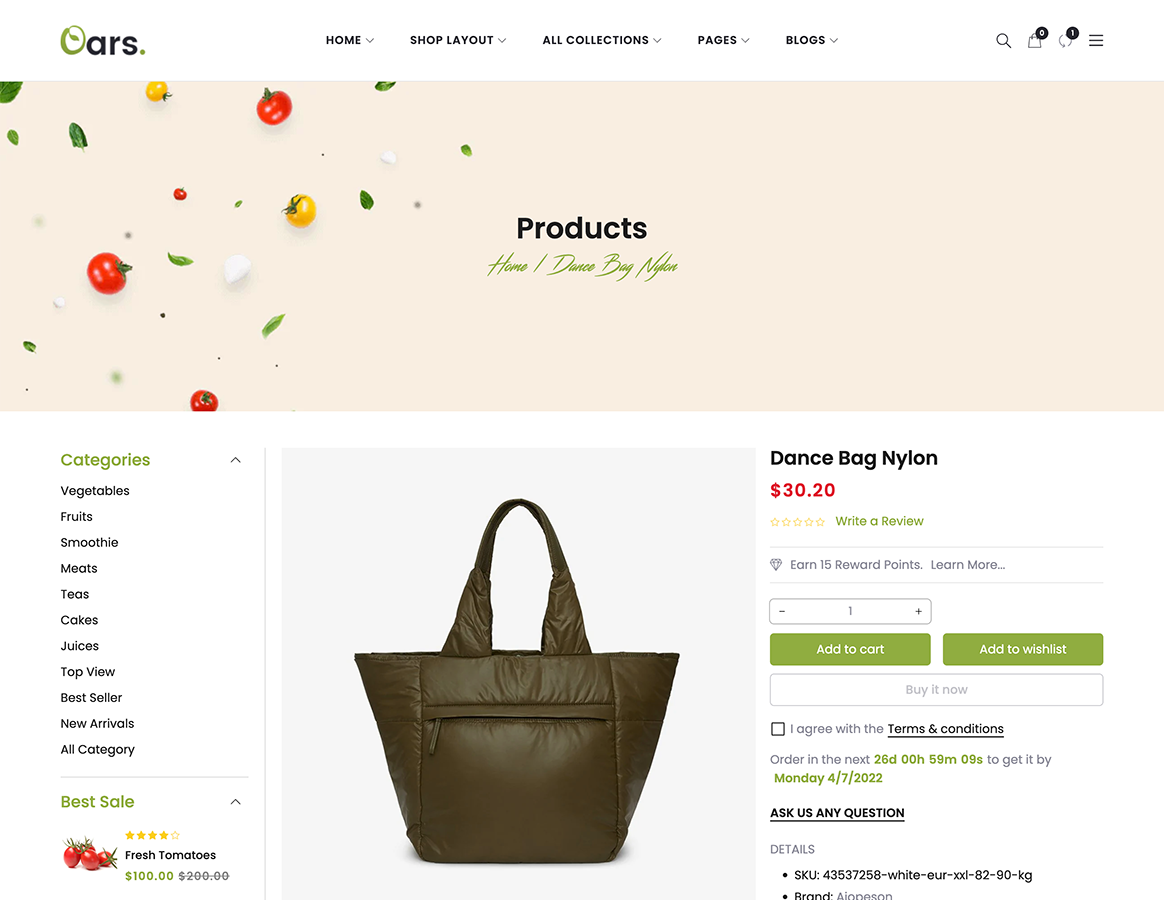 Oars.
HOME
SHOP LAYOUT
ALL COLLECTIONS
PAGES
BLOGS
0
1
Products
Home / Dance Bag Nylon
Categories
Vegetables
Fruits
Smoothie
Meats
Teas
Cakes
Juices
Top View
Best Seller
New Arrivals
All Category
Best Sale
Fresh Tomatoes
$100.00 $200.00
Dance Bag Nylon
$30.20
Write a Review
Earn 15 Reward Points. Learn More...
- 1 +
Add to cart
Add to wishlist
Buy it now
I agree with the Terms & conditions
Order in the next 26d 00h 59m 09s to get it by
Monday 4/7/2022
ASK US ANY QUESTION
DETAILS
• SKU: 43537258-white-eur-xxl-82-90-kg
• Brand: Aiopeson